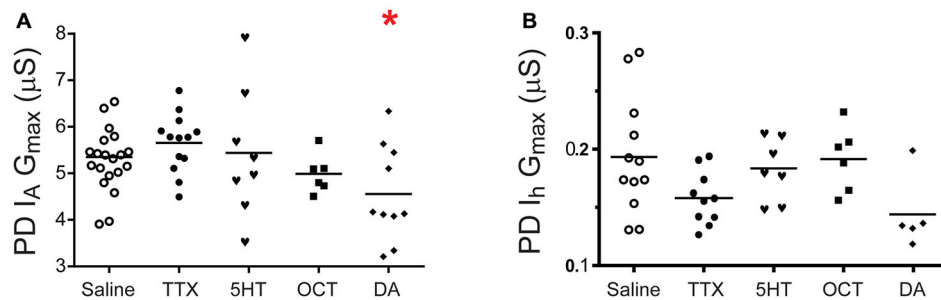 A
*
PD I_A G_max (μS)
8
7
6
5
4
3
Saline TTX 5HT OCT DA
B
PD I_h G_max (μS)
0.3
0.2
0.1
Saline TTX 5HT OCT DA